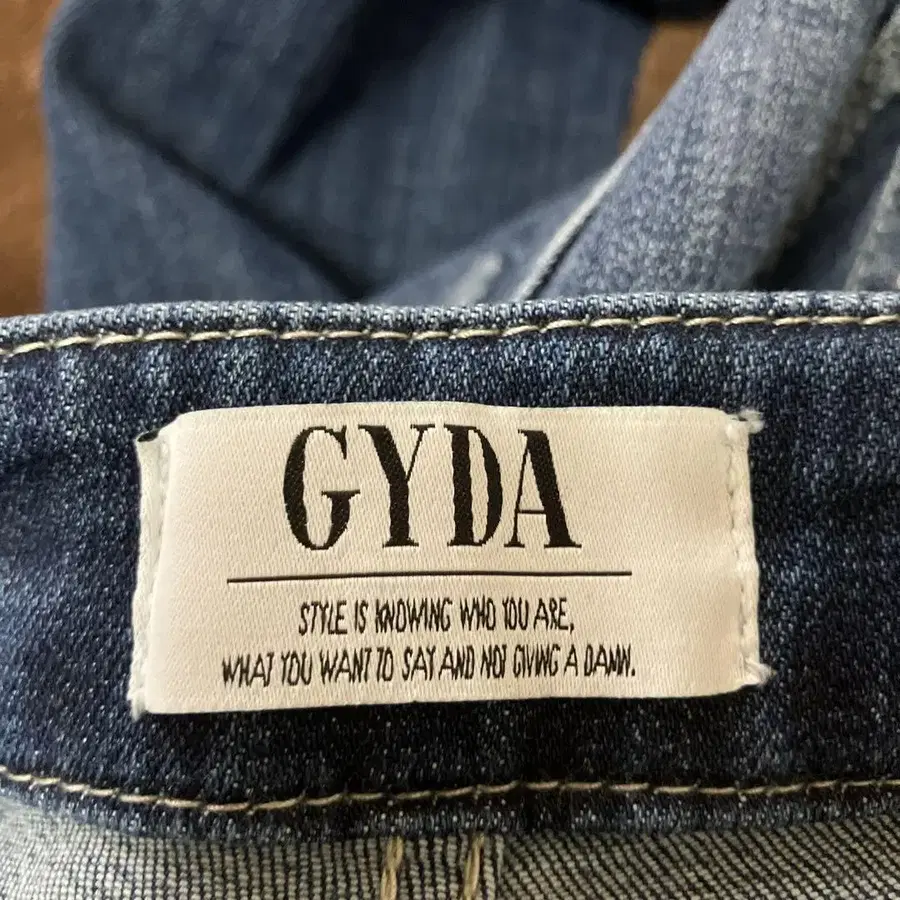 GYDA
STYLE IS KNOWING WHO YOU ARE,
WHAT YOU WANT TO SAY AND NOT GIVING A DAMN.